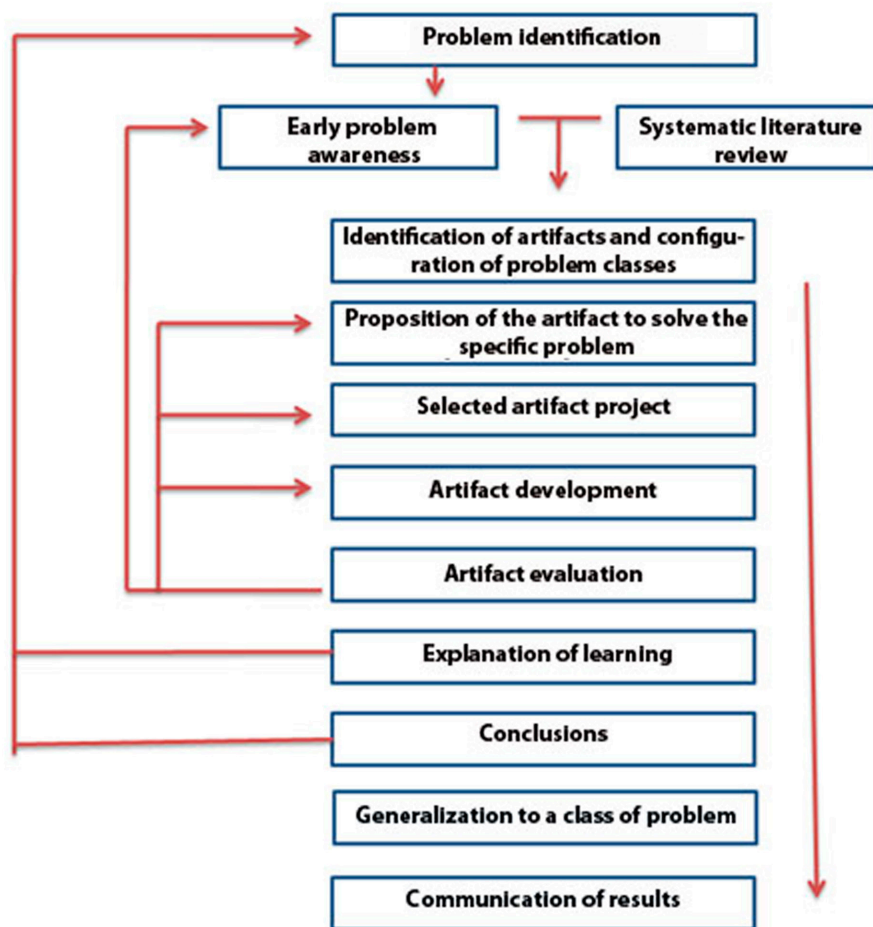 Problem identification
Early problem
awareness
Systematic literature
review
Identification of artifacts and configu-
ration of problem classes
Proposition of the artifact to solve the
specific problem
Selected artifact project
Artifact development
Artifact evaluation
Explanation of learning
Conclusions
Generalization to a class of problem
Communication of results